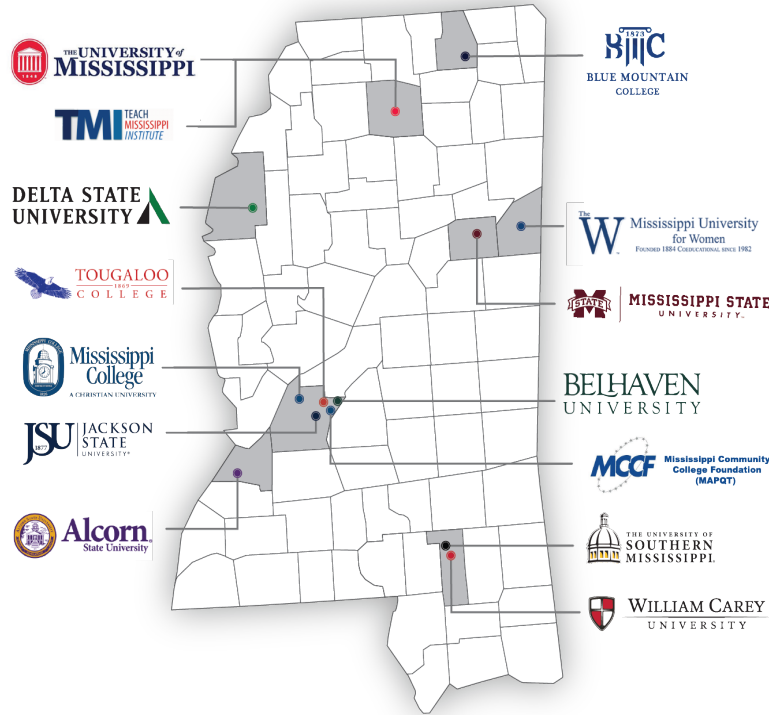 THE UNIVERSITY of
MISSISSIPPI
1848
TMI TEACH
MISSISSIPPI
INSTITUTE
DELTA STATE
UNIVERSITY
TOUGALOO
1869
COLLEGE
Mississippi
College
A CHRISTIAN UNIVERSITY
JSU JACKSON
STATE
UNIVERSITY®
1877
Alcorn
State University
1873
BMC
BLUE MOUNTAIN
COLLEGE
The
W Mississippi University
for Women
FOUNDED 1884 COEDUCATIONAL SINCE 1982
M STATE MISSISSIPPI STATE
UNIVERSITY™
BELHAVEN
UNIVERSITY
MCCF Mississippi Community
College Foundation
(MAPQT)
THE UNIVERSITY OF
SOUTHERN
MISSISSIPPI.
WILLIAM CAREY
UNIVERSITY